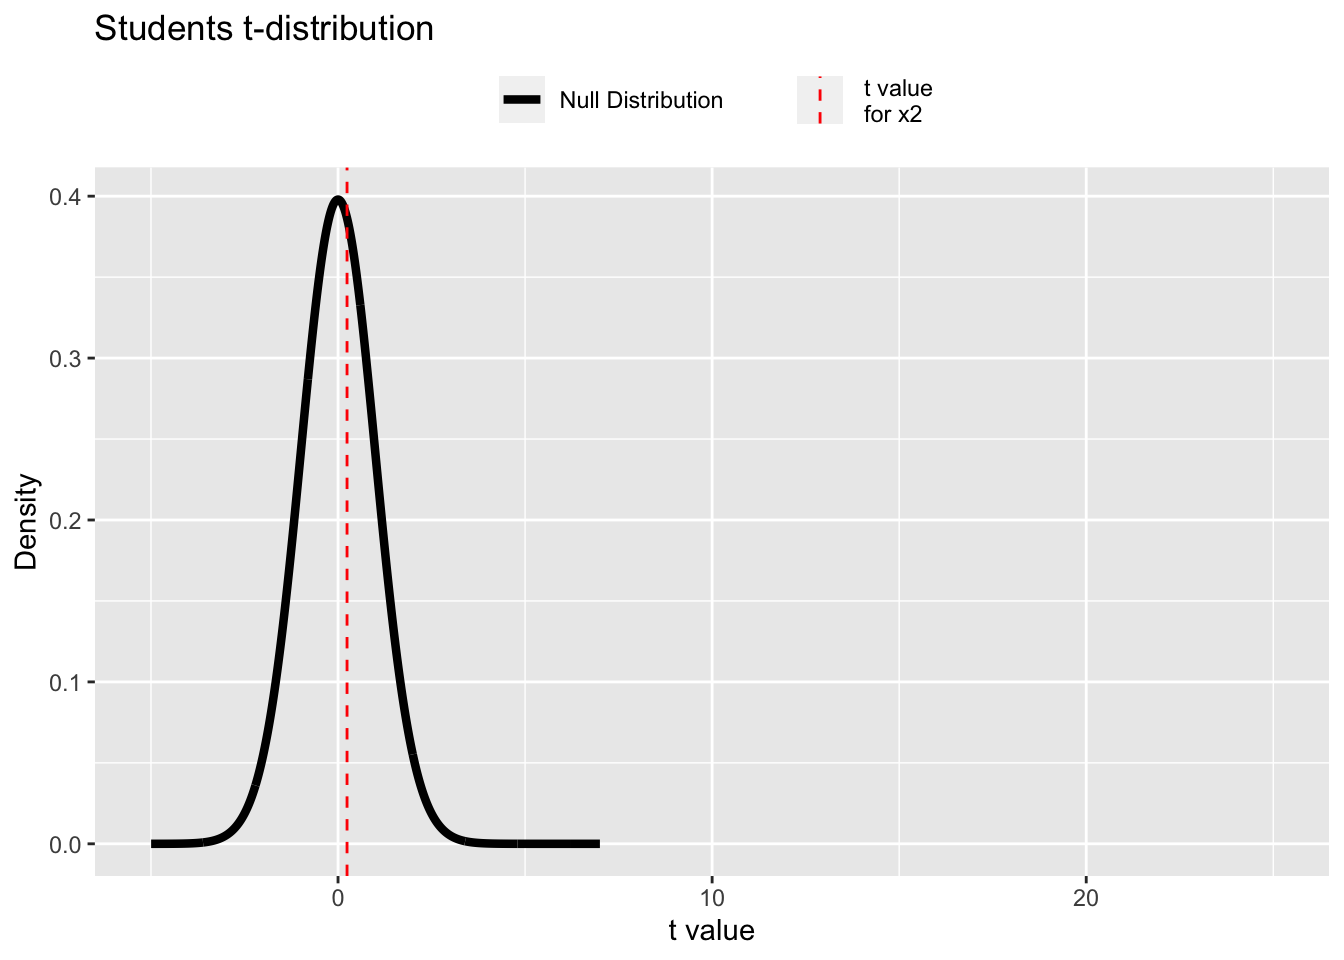 Students t-distribution
Null Distribution
t value
for x2
0.4
0.3
0.2
0.1
0.0
Density
0
10
20
t value